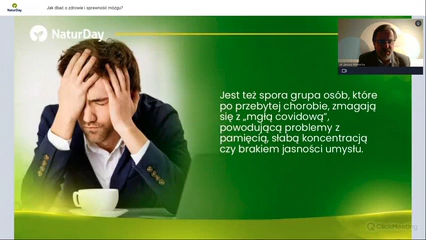 NaturDay
Jak dbać o zdrowie i sprawność mózgu?
NaturDay
Jest też spora grupa osób, które
po przebytej chorobie, zmagają
się z „mgłą covidową”,
powodującą problemy z
pamięcią, słabą koncentracją
czy brakiem jasności umysłu.
ClickMeeting